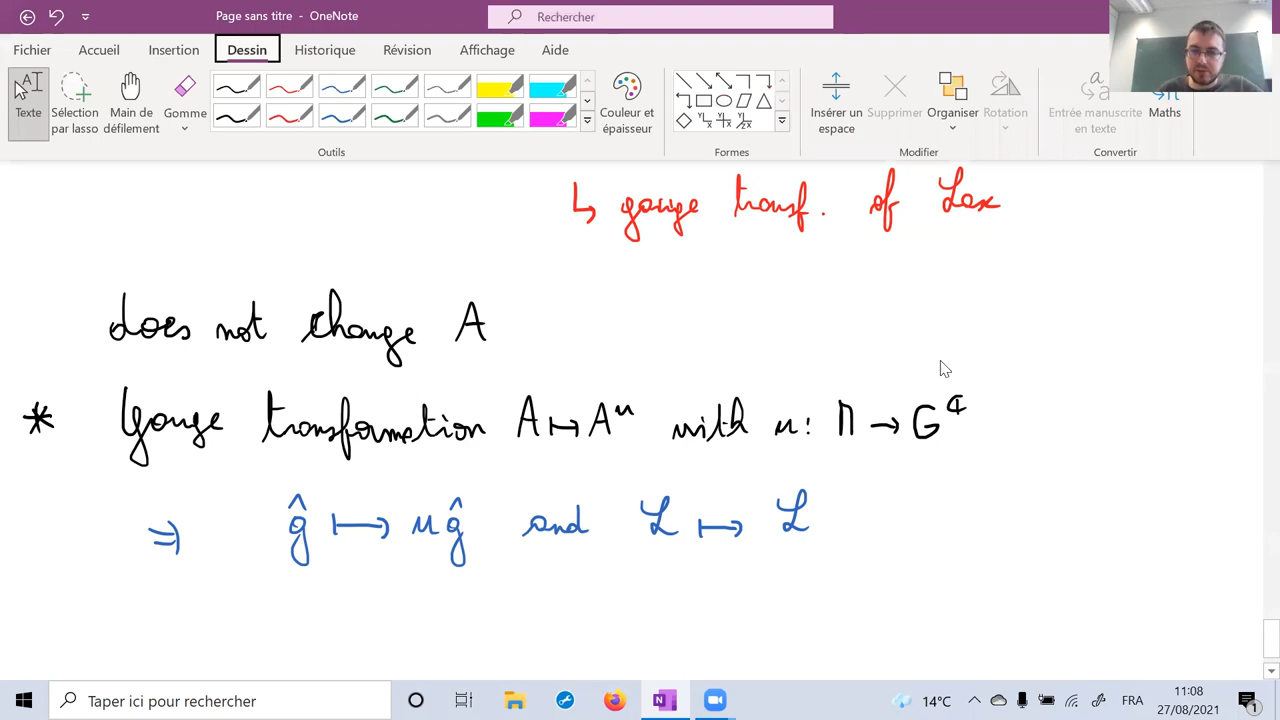 Page sans titre - OneNote
Rechercher
Fichier Accueil Insertion Dessin Historique Révision Affichage Aide
Texte
Sélection par lasso
Main de défilement
Gomme
Couleur et épaisseur
Insérer un espace
Supprimer
Organiser
Rotation
Entrée manuscrite en texte
Maths
Outils
Formes
Modifier
Convertir
↳ gauge transf. of Lax
does not change A
* Gauge transformation A ↦ Aᵘ with u: M → G^ℂ
⇒ ĝ ⟼ uĝ and ℒ ⟼ ℒ
Taper ici pour rechercher
14°C
FRA
11:08
27/08/2021
1